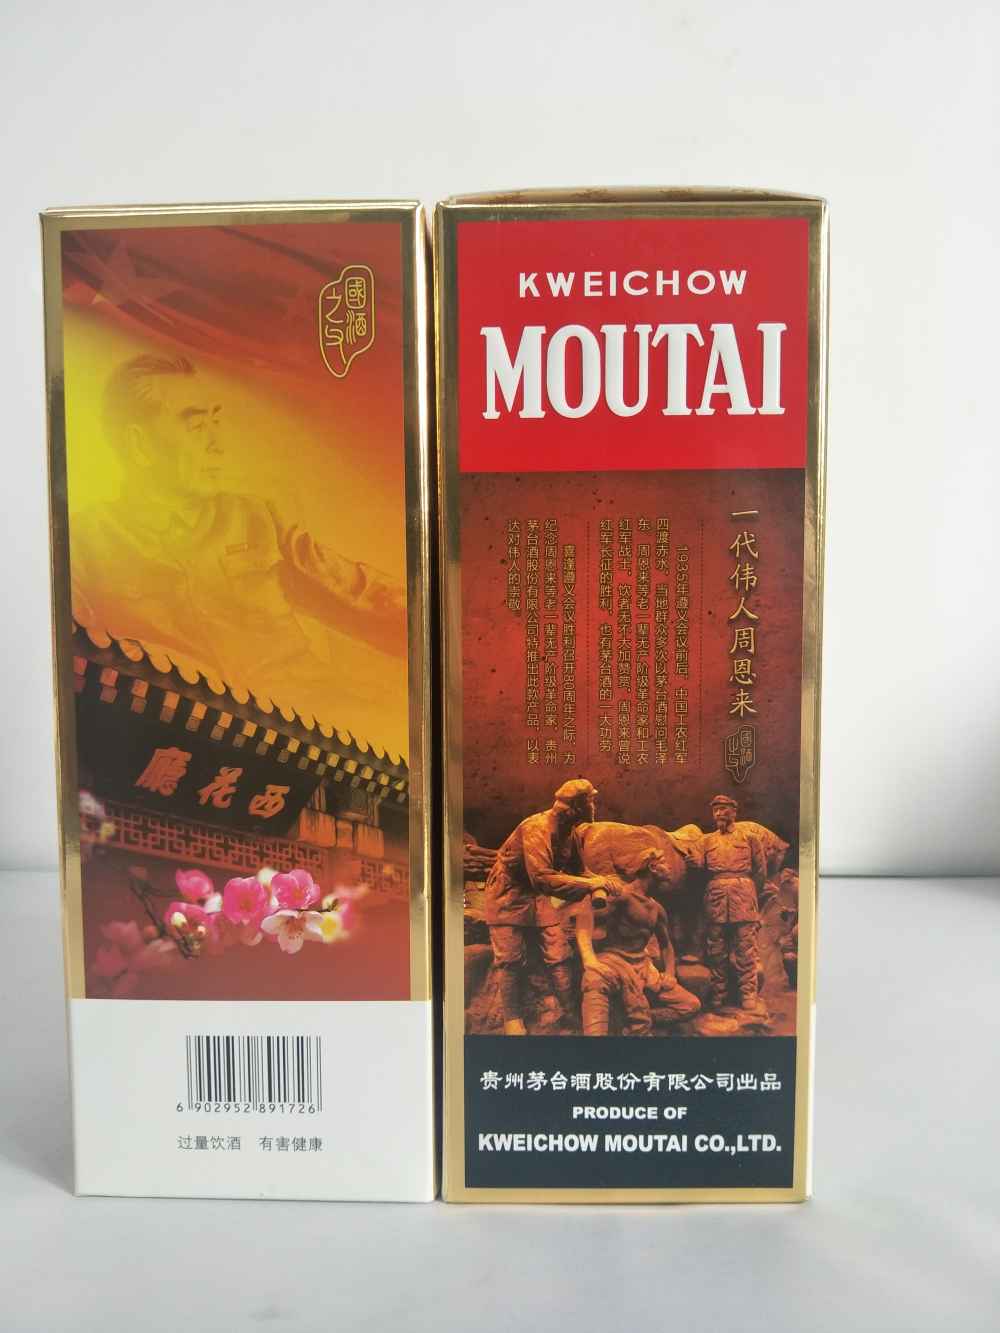 國酒
之父
西花廳
6 902952 891726
过量饮酒 有害健康
KWEICHOW
MOUTAI
一代伟人周恩来
國酒
之父
1935年遵义会议前后，中国工农红军
四渡赤水，当地群众多次以茅台酒慰问毛泽
东、周恩来等老一辈无产阶级革命家和工农
红军战士，饮者无不大加赞赏，周恩来曾说
红军长征的胜利，也有茅台酒的一大功劳
喜逢遵义会议胜利召开80周年之际，为
纪念周恩来等老一辈无产阶级革命家，贵州
茅台酒股份有限公司特推出此款产品，以表
达对伟人的崇敬。
贵州茅台酒股份有限公司出品
PRODUCE OF
KWEICHOW MOUTAI CO.,LTD.